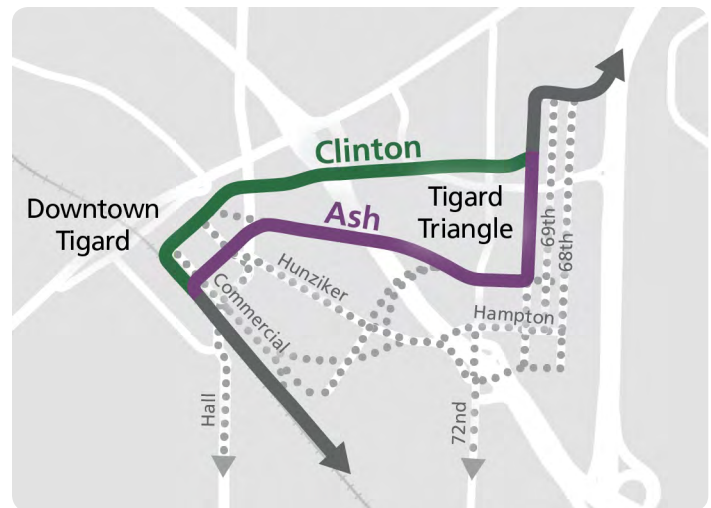 Clinton
Downtown
Tigard
Ash
Tigard
Triangle
69th
68th
Hunziker
Commercial
Hampton
Hall
72nd